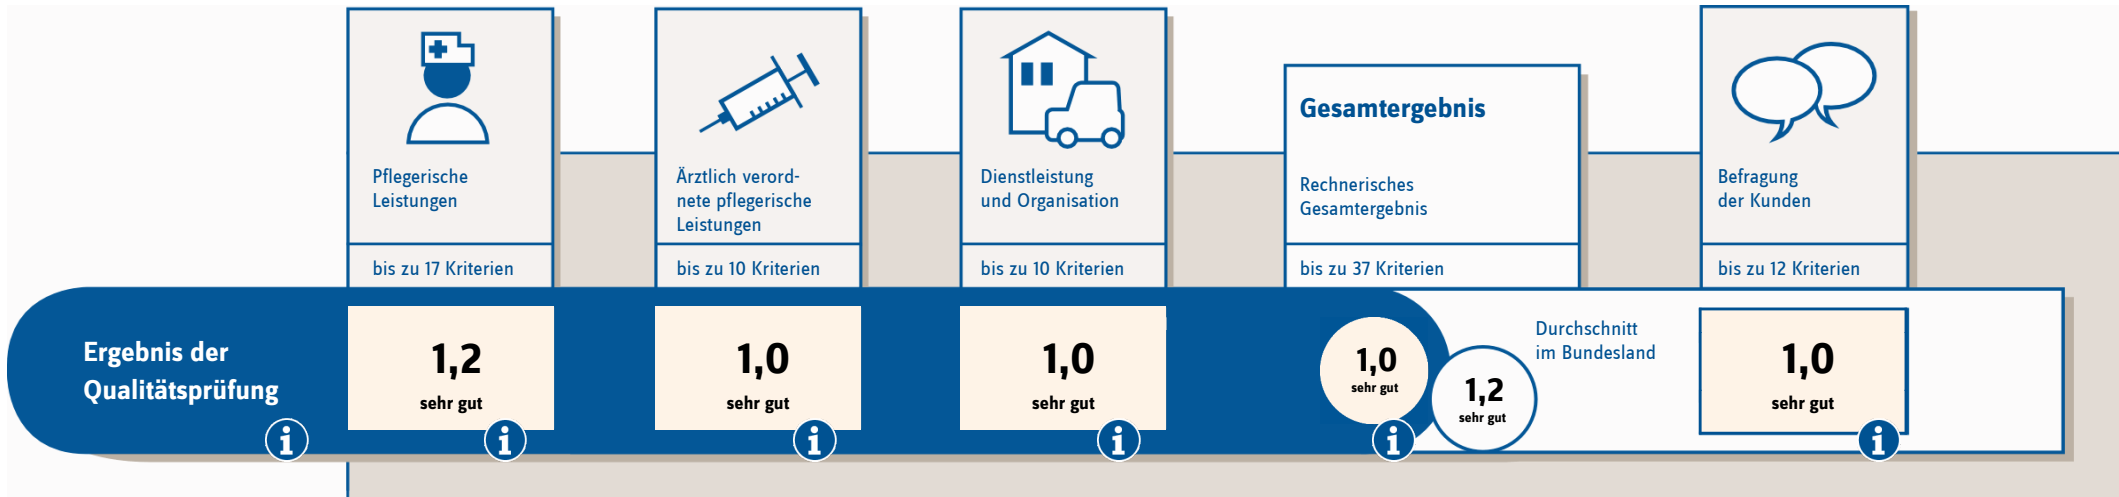 Pflegerische
Leistungen
bis zu 17 Kriterien
Ärztlich verord-
nete pflegerische
Leistungen
bis zu 10 Kriterien
Dienstleistung
und Organisation
bis zu 10 Kriterien
Gesamtergebnis
Rechnerisches
Gesamtergebnis
bis zu 37 Kriterien
Befragung
der Kunden
bis zu 12 Kriterien
Ergebnis der
Qualitätsprüfung
i
1,2
sehr gut
i
1,0
sehr gut
i
1,0
sehr gut
i
1,0
sehr gut
i
1,2
sehr gut
Durchschnitt
im Bundesland
1,0
sehr gut
i